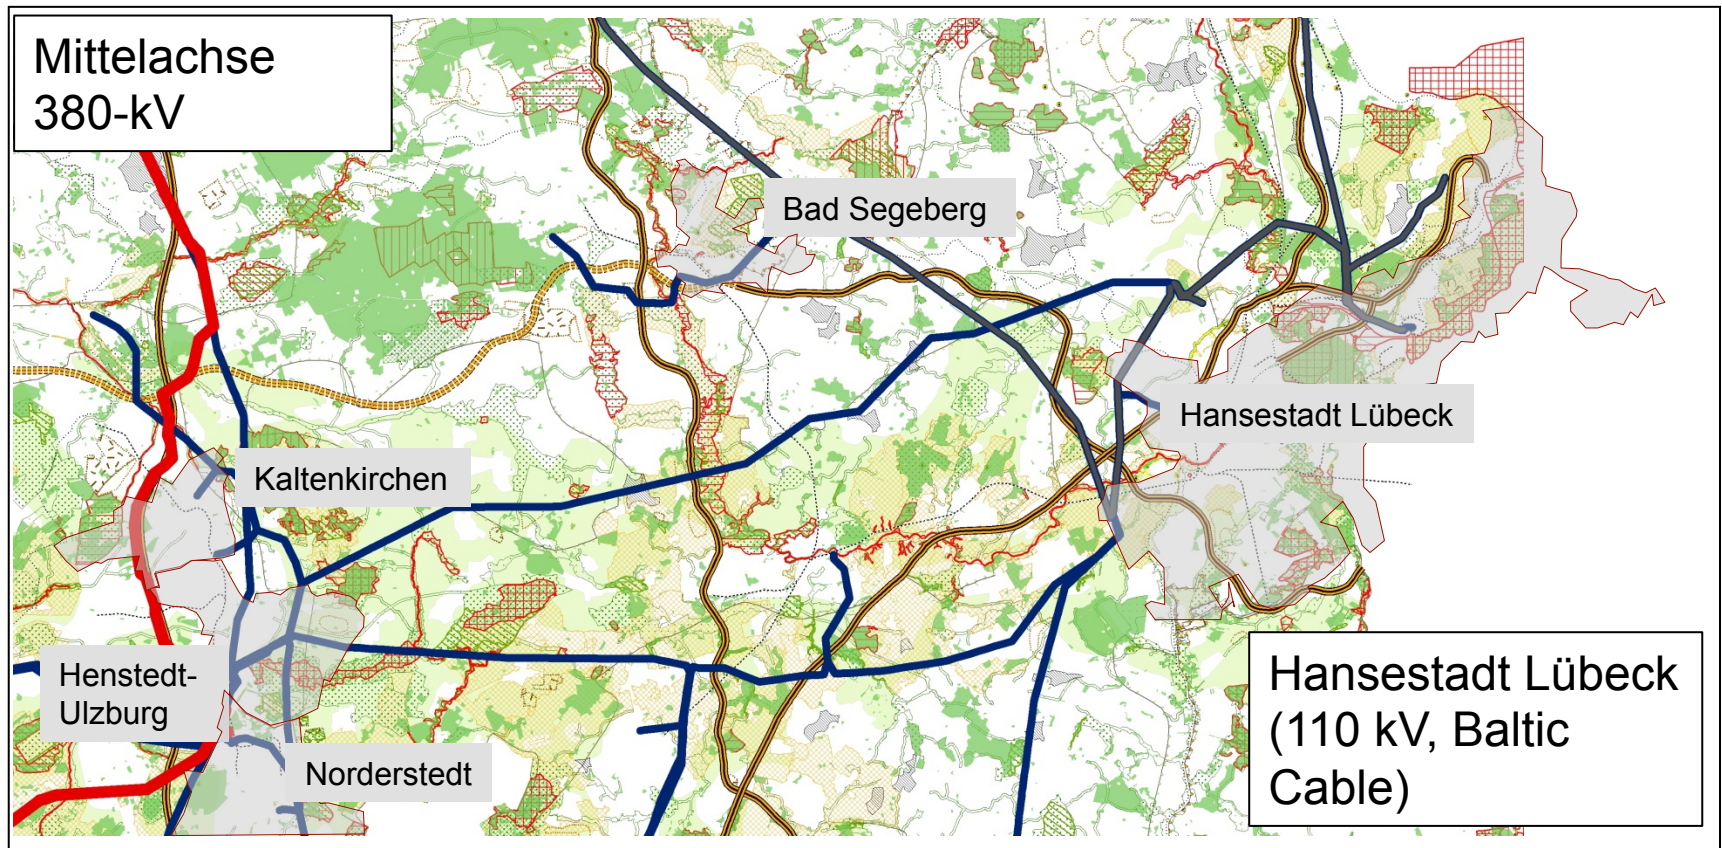 Mittelachse
380-kV
Bad Segeberg
Hansestadt Lübeck
Kaltenkirchen
Henstedt-
Ulzburg
Norderstedt
Hansestadt Lübeck
(110 kV, Baltic
Cable)